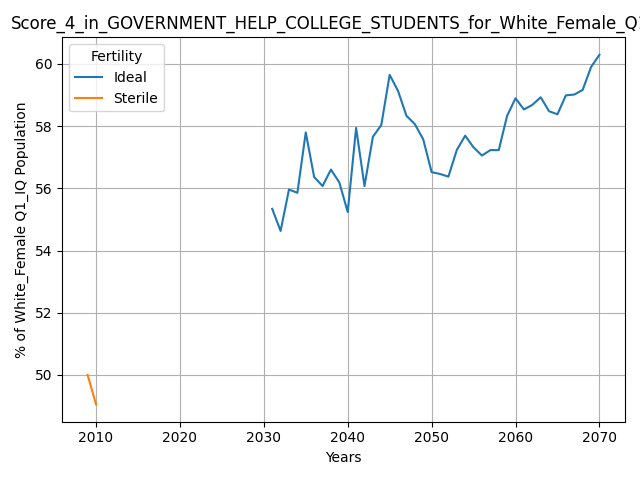 Score_4_in_GOVERNMENT_HELP_COLLEGE_STUDENTS_for_White_Female_Q1
Fertility
Ideal
Sterile
% of White_Female Q1_IQ Population
60
58
56
54
52
50
2010 2020 2030 2040 2050 2060 2070
Years